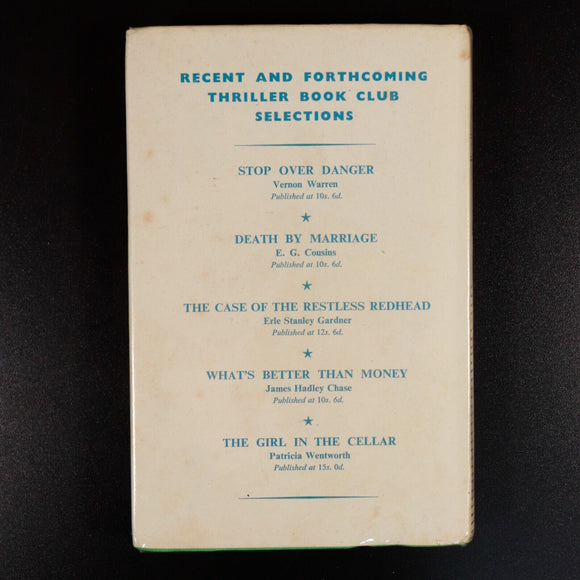 RECENT AND FORTHCOMING
THRILLER BOOK CLUB
SELECTIONS
STOP OVER DANGER
Vernon Warren
Published at 10s. 6d.
★
DEATH BY MARRIAGE
E. G. Cousins
Published at 10s. 6d.
★
THE CASE OF THE RESTLESS REDHEAD
Erle Stanley Gardner
Published at 12s. 6d.
★
WHAT'S BETTER THAN MONEY
James Hadley Chase
Published at 10s. 6d.
★
THE GIRL IN THE CELLAR
Patricia Wentworth
Published at 15s. 0d.